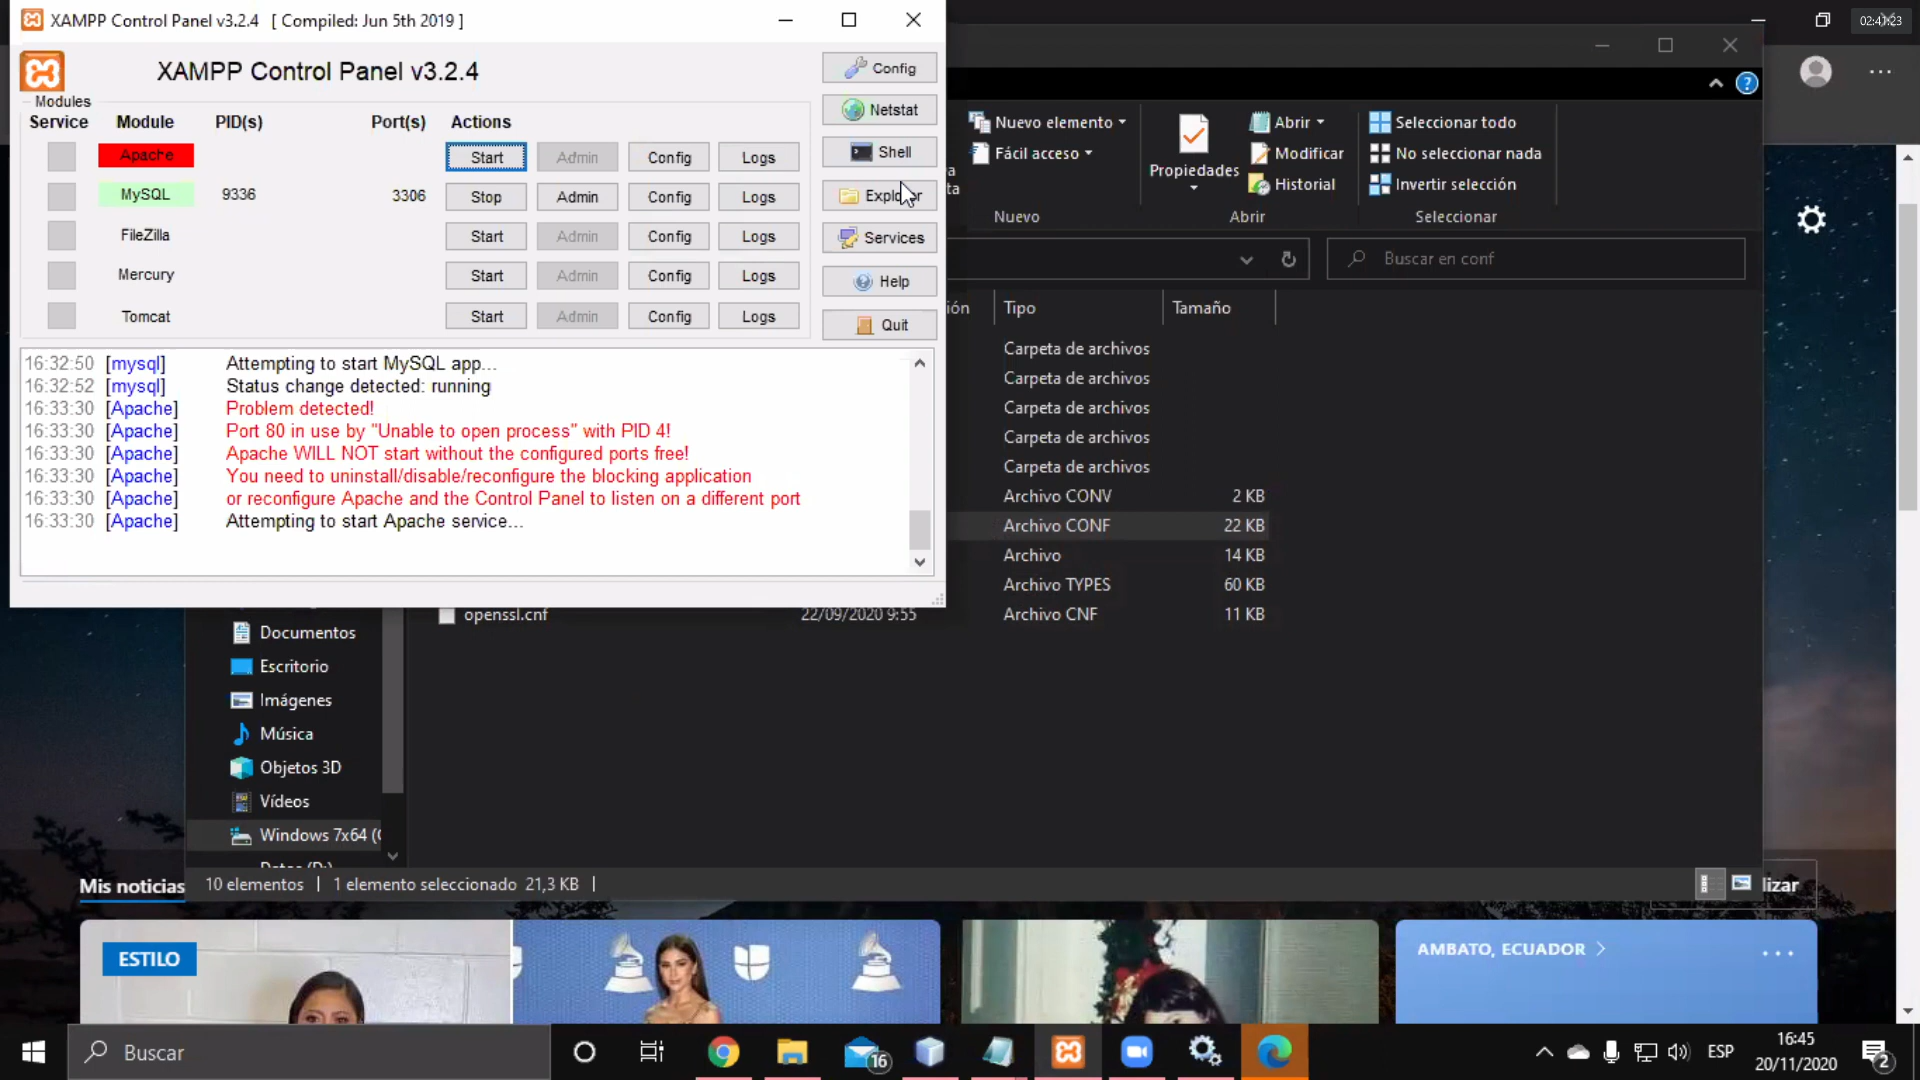 XAMPP Control Panel v3.2.4 [ Compiled: Jun 5th 2019 ]
02:41:23
XAMPP Control Panel v3.2.4
Config
Modules
Service Module PID(s) Port(s) Actions
Netstat
Apache Start Admin Config Logs
Shell
MySQL 9336 3306 Stop Admin Config Logs
Explorer
FileZilla Start Admin Config Logs
Services
Mercury Start Admin Config Logs
Help
Tomcat Start Admin Config Logs
Quit
16:32:50 [mysql] Attempting to start MySQL app...
16:32:52 [mysql] Status change detected: running
16:33:30 [Apache] Problem detected!
16:33:30 [Apache] Port 80 in use by "Unable to open process" with PID 4!
16:33:30 [Apache] Apache WILL NOT start without the configured ports free!
16:33:30 [Apache] You need to uninstall/disable/reconfigure the blocking application
16:33:30 [Apache] or reconfigure Apache and the Control Panel to listen on a different port
16:33:30 [Apache] Attempting to start Apache service...
Nuevo elemento
Fácil acceso
Nuevo
Propiedades
Abrir
Modificar
Historial
Abrir
Seleccionar todo
No seleccionar nada
Invertir selección
Seleccionar
Buscar en conf
ión Tipo Tamaño
Carpeta de archivos
Carpeta de archivos
Carpeta de archivos
Carpeta de archivos
Carpeta de archivos
Archivo CONV 2 KB
Archivo CONF 22 KB
Archivo 14 KB
Archivo TYPES 60 KB
openssl.cnf 22/09/2020 9:55 Archivo CNF 11 KB
Documentos
Escritorio
Imágenes
Música
Objetos 3D
Vídeos
Windows 7x64 (C
Datos (D:)
10 elementos 1 elemento seleccionado 21,3 KB
Mis noticias
lizar
ESTILO
AMBATO, ECUADOR
Buscar
16
ESP
16:45
20/11/2020
2